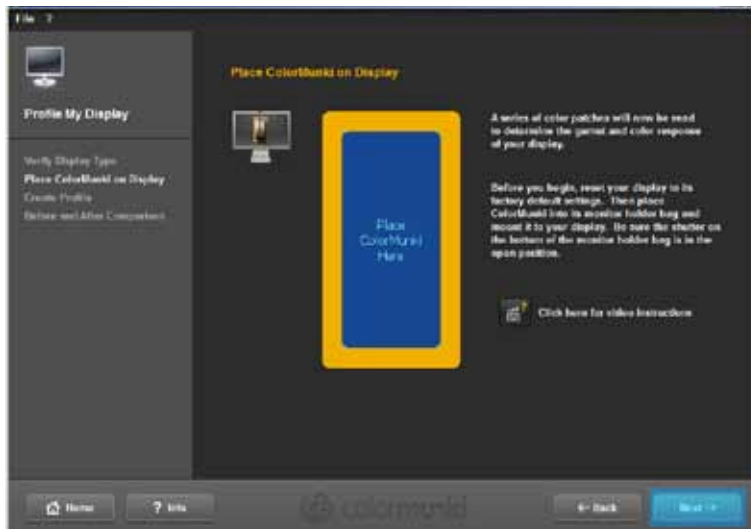 File ?
Profile My Display
Verify Display Type
Place ColorMunki on Display
Create Profile
Before and After Comparison
Place ColorMunki on Display
Place
ColorMunki
Here
A series of color patches will now be read
to determine the gamut and color response
of your display.
Before you begin, reset your display to its
factory default settings. Then place
ColorMunki into its monitor holder bag and
mount it to your display. Be sure the shutter on
the bottom of the monitor holder bag is in the
open position.
Click here for video instructions
Home
? Info
colormunki
<- Back
Next ->